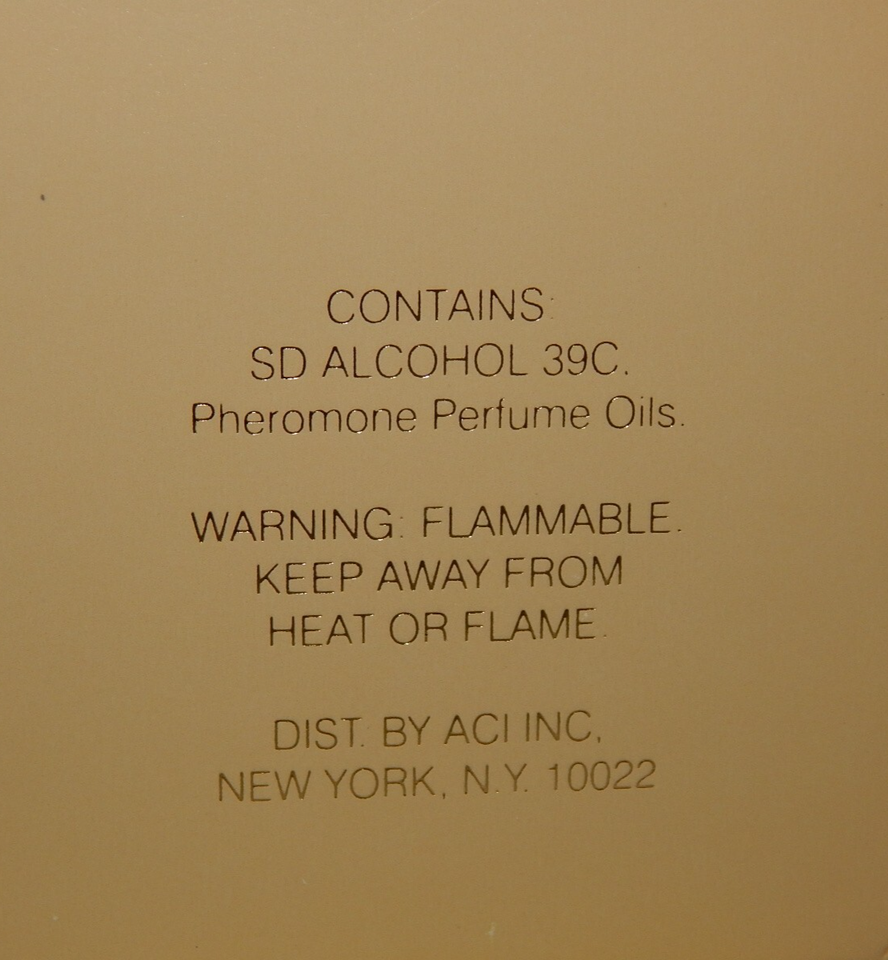 CONTAINS:
SD ALCOHOL 39C.
Pheromone Perfume Oils.
WARNING: FLAMMABLE.
KEEP AWAY FROM
HEAT OR FLAME.
DIST. BY ACI INC,
NEW YORK, N.Y. 10022